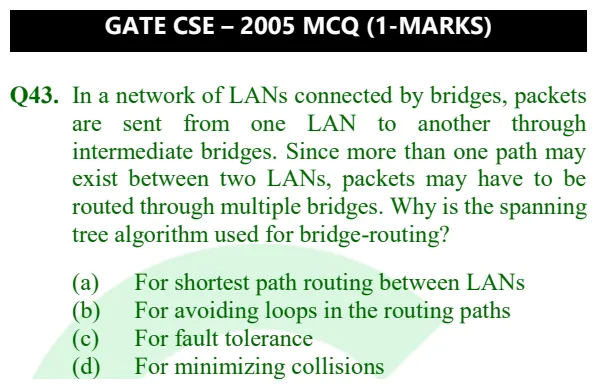 GATE CSE – 2005 MCQ (1-MARKS)
Q43. In a network of LANs connected by bridges, packets
are sent from one LAN to another through
intermediate bridges. Since more than one path may
exist between two LANs, packets may have to be
routed through multiple bridges. Why is the spanning
tree algorithm used for bridge-routing?
(a) For shortest path routing between LANs
(b) For avoiding loops in the routing paths
(c) For fault tolerance
(d) For minimizing collisions